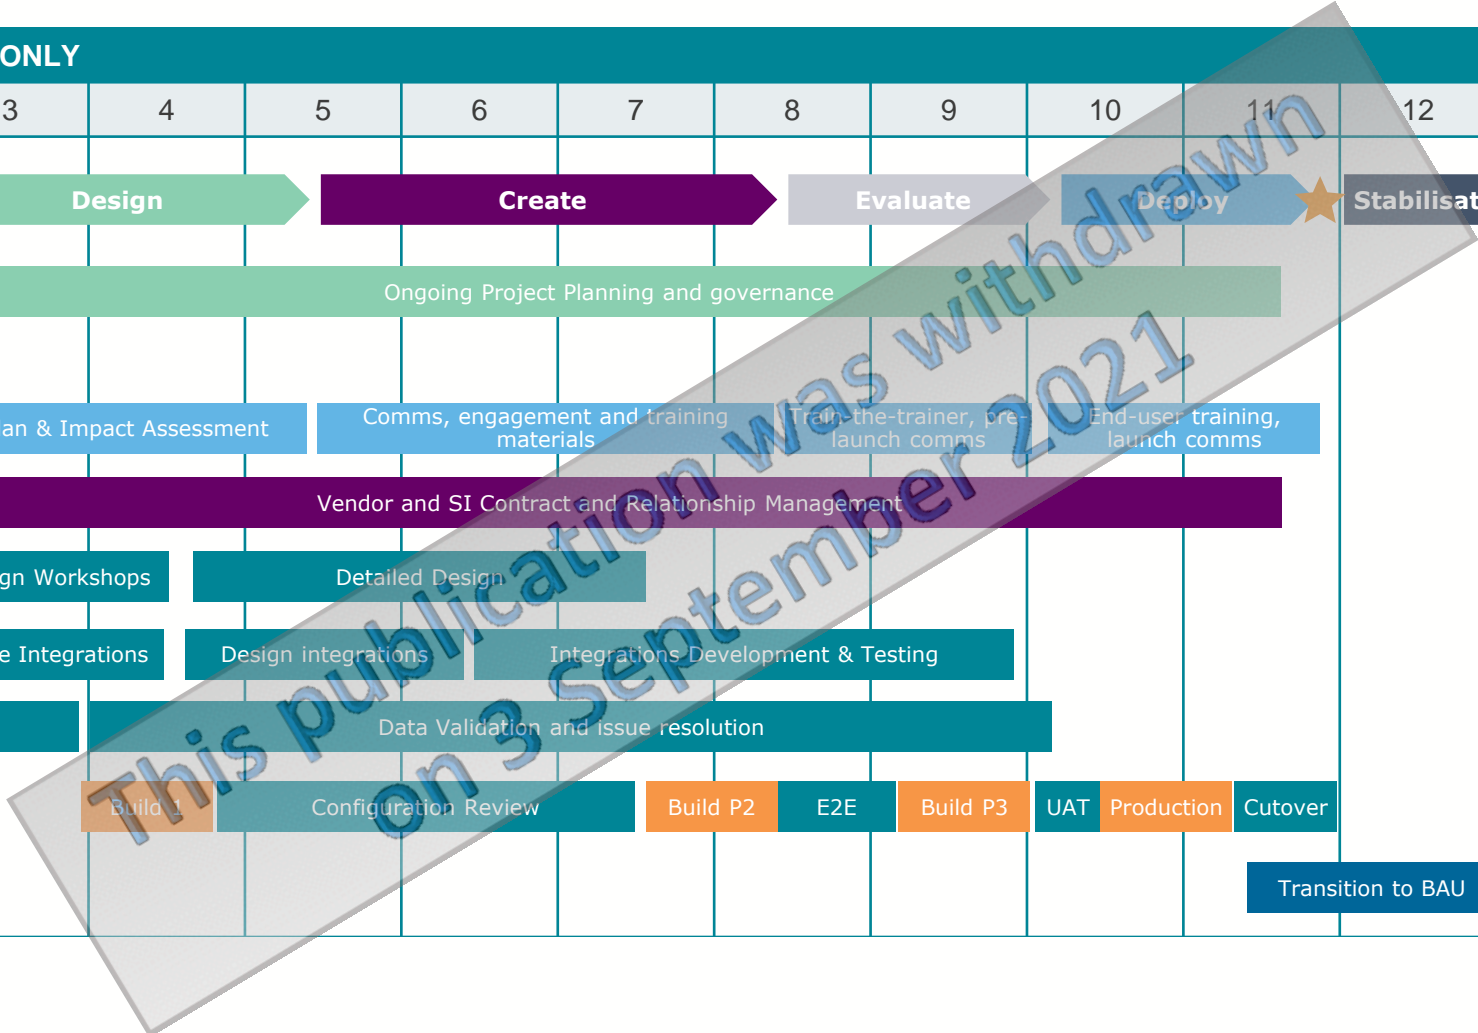 ONLY
3 4 5 6 7 8 9 10 11 12
Design Create Evaluate Deploy Stabilisat
Ongoing Project Planning and governance
an & Impact Assessment
Comms, engagement and training
materials
Train-the-trainer, pre-
launch comms
End-user training,
launch comms
Vendor and SI Contract and Relationship Management
gn Workshops Detailed Design
e Integrations Design integrations Integrations Development & Testing
Data Validation and issue resolution
Build 1 Configuration Review Build P2 E2E Build P3 UAT Production Cutover
Transition to BAU
This publication was withdrawn
on 3 September 2021